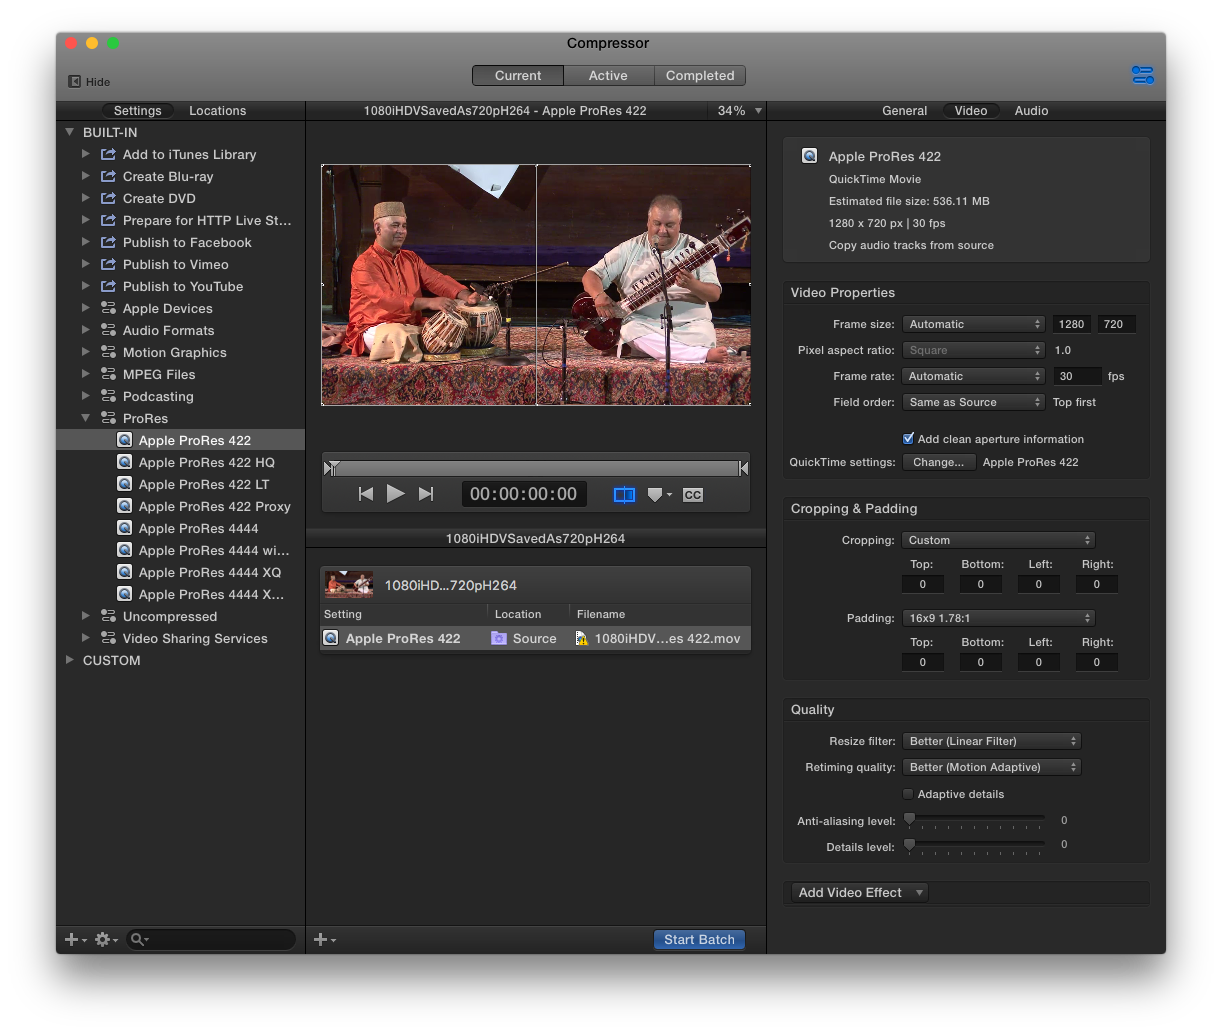 Compressor
Hide
Current Active Completed
Settings Locations
BUILT-IN
Add to iTunes Library
Create Blu-ray
Create DVD
Prepare for HTTP Live St...
Publish to Facebook
Publish to Vimeo
Publish to YouTube
Apple Devices
Audio Formats
Motion Graphics
MPEG Files
Podcasting
ProRes
Apple ProRes 422
Apple ProRes 422 HQ
Apple ProRes 422 LT
Apple ProRes 422 Proxy
Apple ProRes 4444
Apple ProRes 4444 wi...
Apple ProRes 4444 XQ
Apple ProRes 4444 X...
Uncompressed
Video Sharing Services
CUSTOM
1080iHDVSavedAs720pH264 - Apple ProRes 422 34%
00:00:00:00 CC
1080iHDVSavedAs720pH264
1080iHD...720pH264
Setting Location Filename
Apple ProRes 422 Source 1080iHDV...es 422.mov
Start Batch
General Video Audio
Apple ProRes 422
QuickTime Movie
Estimated file size: 536.11 MB
1280 x 720 px | 30 fps
Copy audio tracks from source
Video Properties
Frame size: Automatic 1280 720
Pixel aspect ratio: Square 1.0
Frame rate: Automatic 30 fps
Field order: Same as Source Top first
Add clean aperture information
QuickTime settings: Change... Apple ProRes 422
Cropping & Padding
Cropping: Custom
Top: Bottom: Left: Right:
0 0 0 0
Padding: 16x9 1.78:1
Top: Bottom: Left: Right:
0 0 0 0
Quality
Resize filter: Better (Linear Filter)
Retiming quality: Better (Motion Adaptive)
Adaptive details
Anti-aliasing level: 0
Details level: 0
Add Video Effect